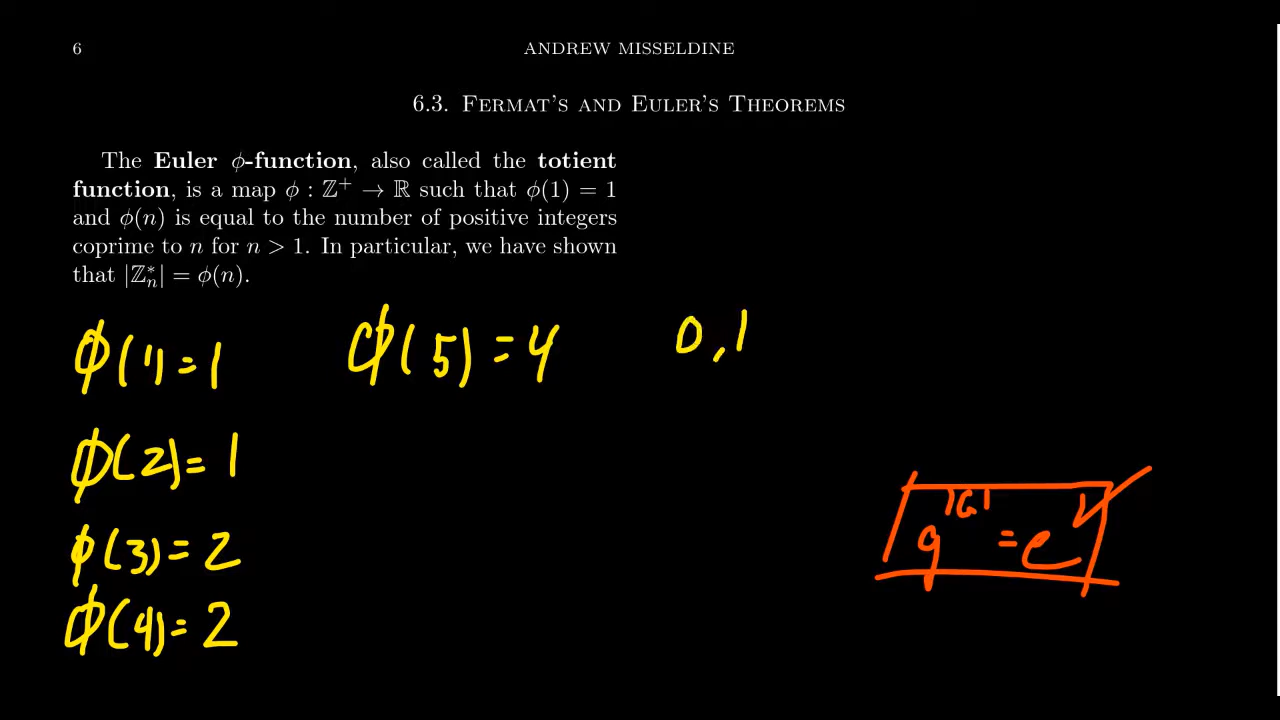 6
ANDREW MISSELDINE
6.3. FERMAT'S AND EULER'S THEOREMS
The Euler ϕ-function, also called the totient
function, is a map ϕ : ℤ⁺ → ℝ such that ϕ(1) = 1
and ϕ(n) is equal to the number of positive integers
coprime to n for n > 1. In particular, we have shown
that |ℤₙ*| = ϕ(n).
ϕ(1) = 1
ϕ(5) = 4
0, 1
ϕ(2) = 1
g^|G| = e
ϕ(3) = 2
ϕ(4) = 2